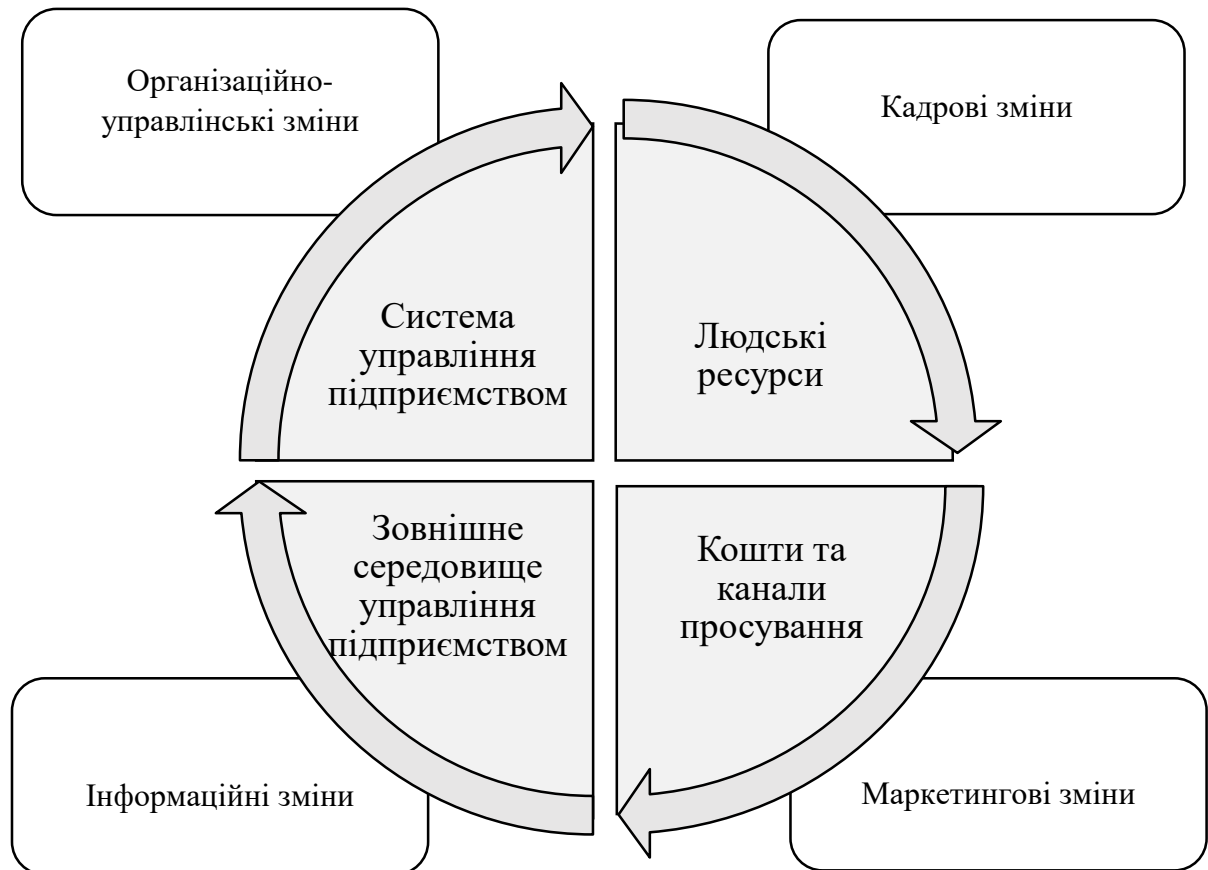 Організаційно-
управлінські зміни
Кадрові зміни
Система
управління
підприємством
Людські
ресурси
Зовнішне
середовище
управління
підприємством
Кошти та
канали
просування
Інформаційні зміни
Маркетингові зміни